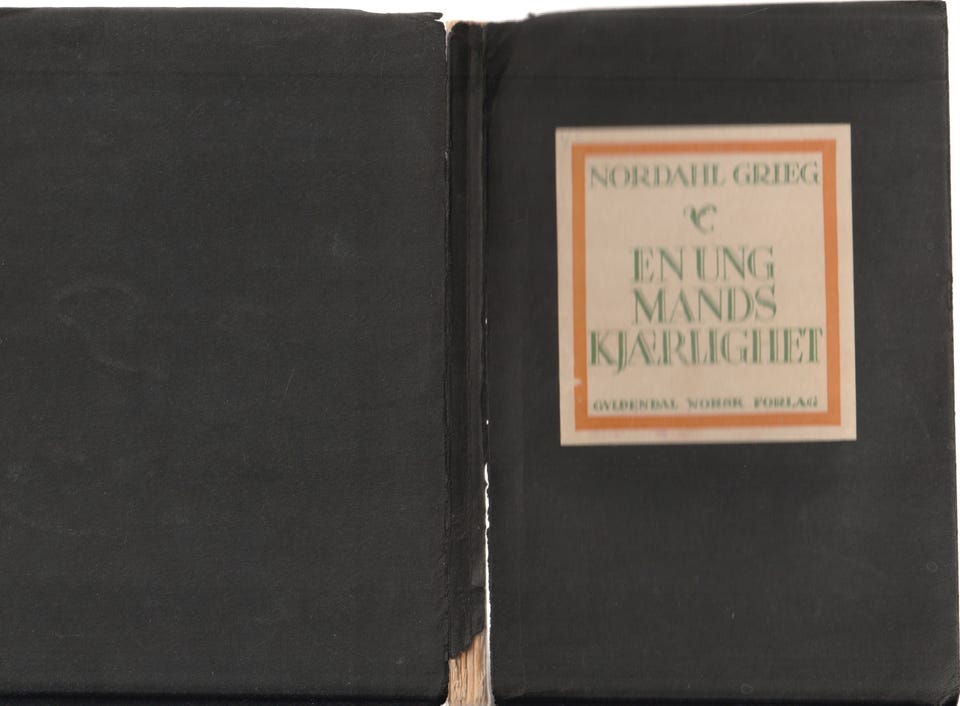 NORDAHL GRIEG
EN UNG
MANDS
KJÆRLIGHET
GYLDENDAL NORSK FORLAG